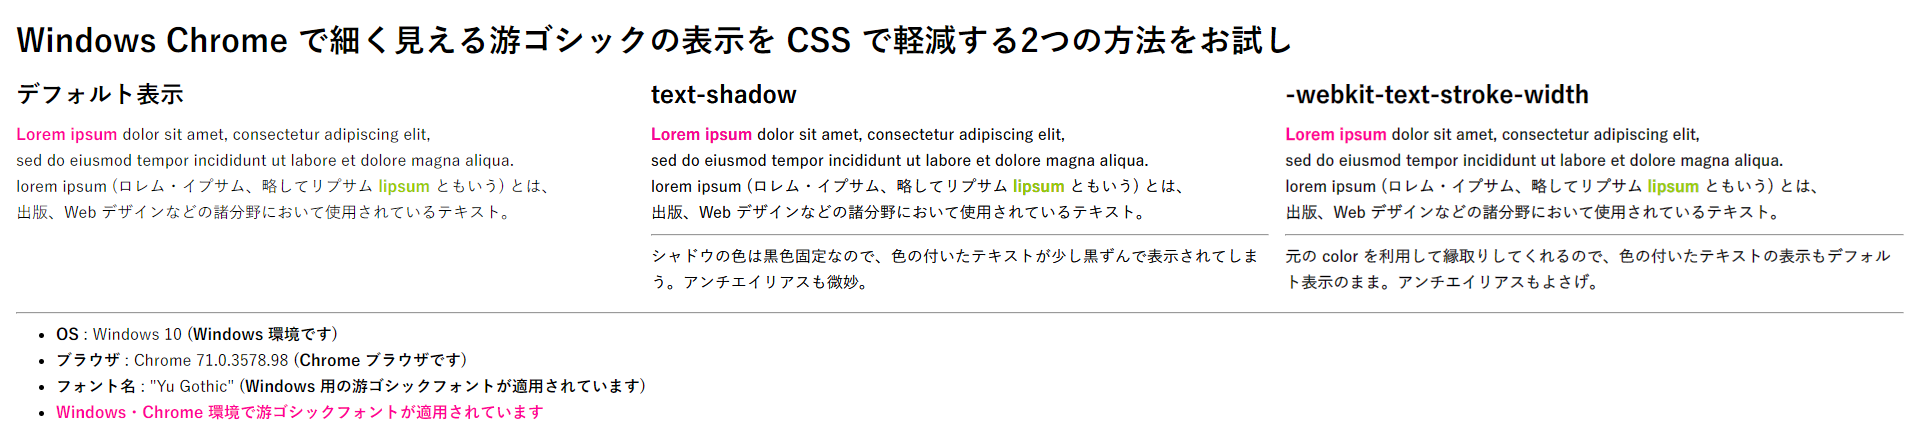 Windows Chrome で細く見える游ゴシックの表示を CSS で軽減する2つの方法をお試し
デフォルト表示
Lorem ipsum dolor sit amet, consectetur adipiscing elit,
sed do eiusmod tempor incididunt ut labore et dolore magna aliqua.
lorem ipsum (ロレム・イプサム、略してリプサム lipsum ともいう) とは、
出版、Web デザインなどの諸分野において使用されているテキスト。
text-shadow
Lorem ipsum dolor sit amet, consectetur adipiscing elit,
sed do eiusmod tempor incididunt ut labore et dolore magna aliqua.
lorem ipsum (ロレム・イプサム、略してリプサム lipsum ともいう) とは、
出版、Web デザインなどの諸分野において使用されているテキスト。
シャドウの色は黒色固定なので、色の付いたテキストが少し黒ずんで表示されてしま
う。アンチエイリアスも微妙。
-webkit-text-stroke-width
Lorem ipsum dolor sit amet, consectetur adipiscing elit,
sed do eiusmod tempor incididunt ut labore et dolore magna aliqua.
lorem ipsum (ロレム・イプサム、略してリプサム lipsum ともいう) とは、
出版、Web デザインなどの諸分野において使用されているテキスト。
元の color を利用して縁取りしてくれるので、色の付いたテキストの表示もデフォル
ト表示のまま。アンチエイリアスもよさげ。
• OS : Windows 10 (Windows 環境です)
• ブラウザ : Chrome 71.0.3578.98 (Chrome ブラウザです)
• フォント名 : "Yu Gothic" (Windows 用の游ゴシックフォントが適用されています)
• Windows・Chrome 環境で游ゴシックフォントが適用されています